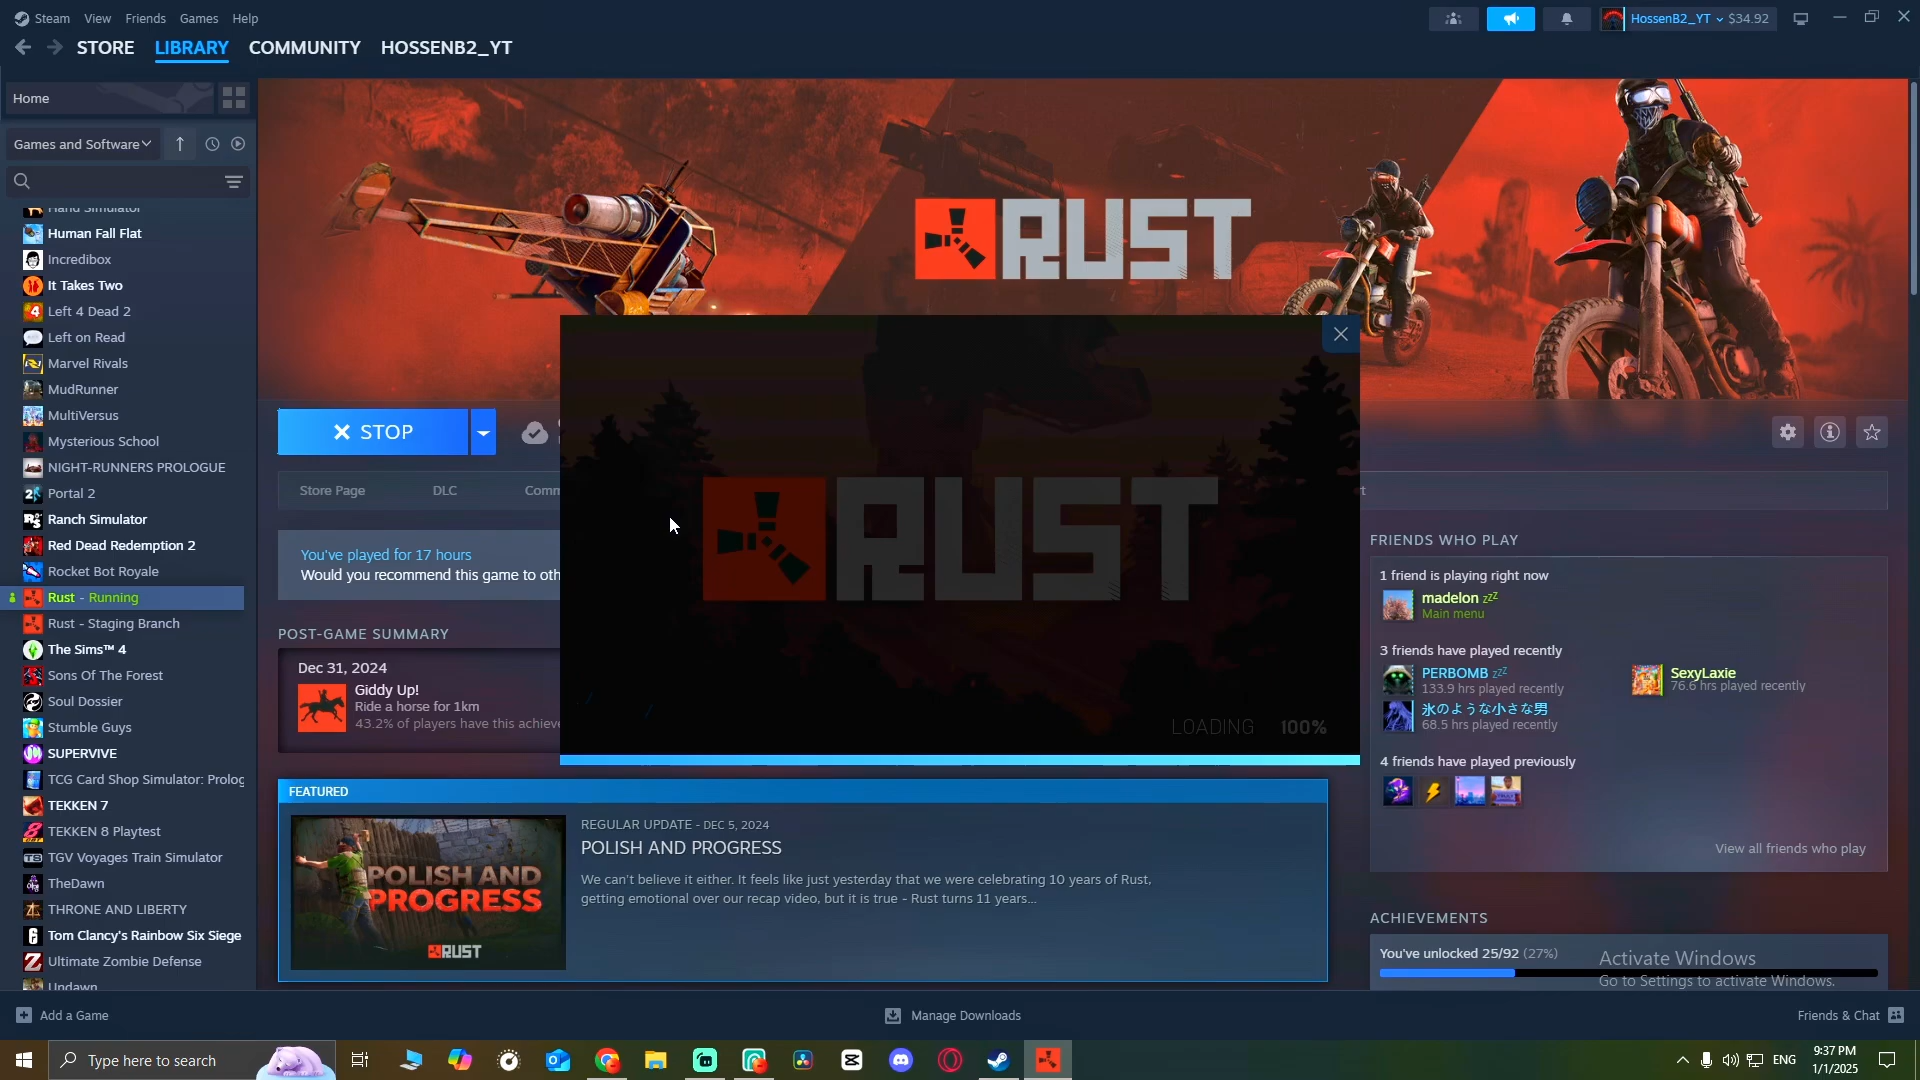 Steam View Friends Games Help
HossenB2_YT $34.92
STORE LIBRARY COMMUNITY HOSSENB2_YT
Home
Games and Software
Hand Simulator
Human Fall Flat
Incredibox
It Takes Two
Left 4 Dead 2
Left on Read
Marvel Rivals
MudRunner
MultiVersus
Mysterious School
NIGHT-RUNNERS PROLOGUE
Portal 2
Ranch Simulator
Red Dead Redemption 2
Rocket Bot Royale
Rust - Running
Rust - Staging Branch
The Sims™ 4
Sons Of The Forest
Soul Dossier
Stumble Guys
SUPERVIVE
TCG Card Shop Simulator: Prolog
TEKKEN 7
TEKKEN 8 Playtest
TGV Voyages Train Simulator
TheDawn
THRONE AND LIBERTY
Tom Clancy's Rainbow Six Siege
Ultimate Zombie Defense
Undawn
RUST
STOP
Store Page DLC Comm
You've played for 17 hours
Would you recommend this game to oth
POST-GAME SUMMARY
Dec 31, 2024
Giddy Up!
Ride a horse for 1km
43.2% of players have this achieve
RUST
LOADING 100%
FEATURED
POLISH AND
PROGRESS
RUST
REGULAR UPDATE - DEC 5, 2024
POLISH AND PROGRESS
We can't believe it either. It feels like just yesterday that we were celebrating 10 years of Rust,
getting emotional over our recap video, but it is true - Rust turns 11 years...
FRIENDS WHO PLAY
1 friend is playing right now
madelon zzZ
Main menu
3 friends have played recently
PERBOMB zzZ
133.9 hrs played recently
SexyLaxie
76.6 hrs played recently
氷のような小さな男
68.5 hrs played recently
4 friends have played previously
View all friends who play
ACHIEVEMENTS
You've unlocked 25/92 (27%)
Activate Windows
Go to Settings to activate Windows.
Add a Game
Manage Downloads
Friends & Chat
Type here to search
ENG
9:37 PM
1/1/2025